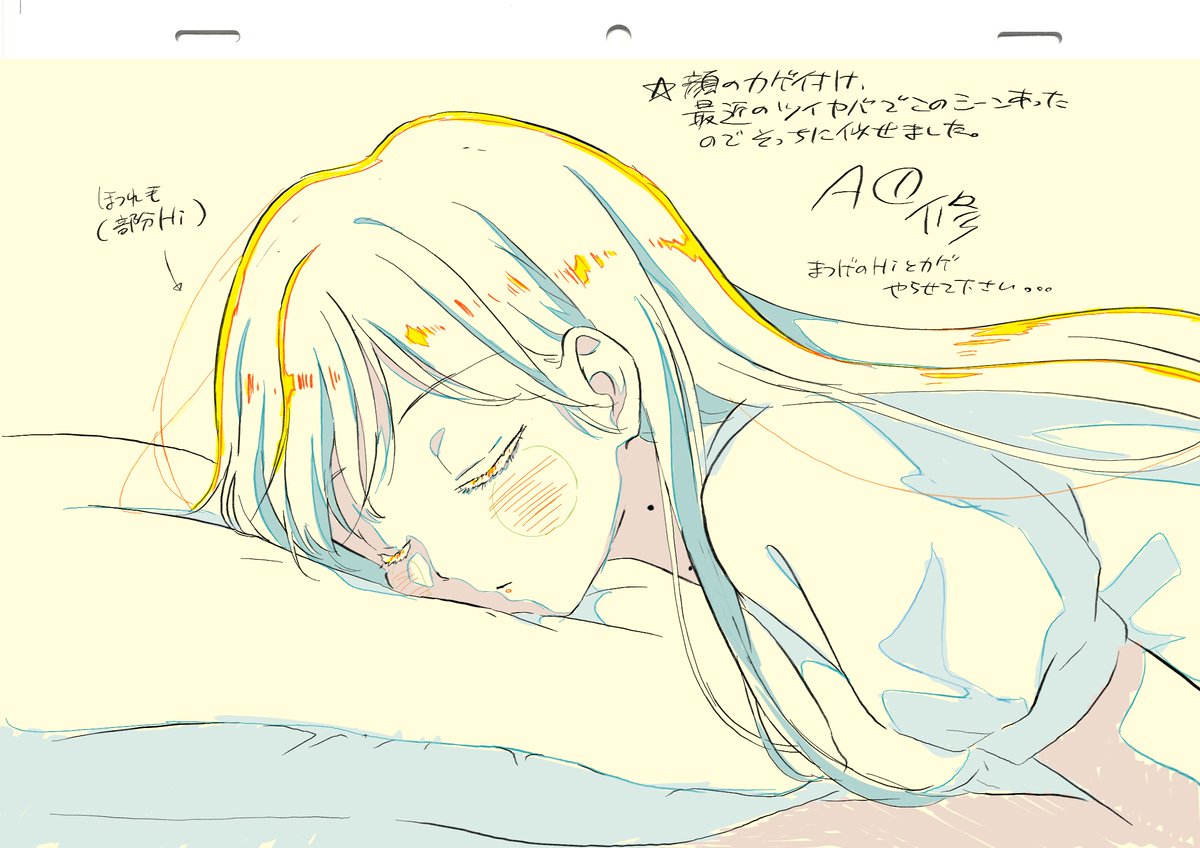 ☆顔のカゲ付け、
最近のツイヤバでこのシーンあった
のでそっちに似せました。
A①修
ほつれ毛
(部分Hi)
まつげのHiとカゲ
やらせて下さい。。。